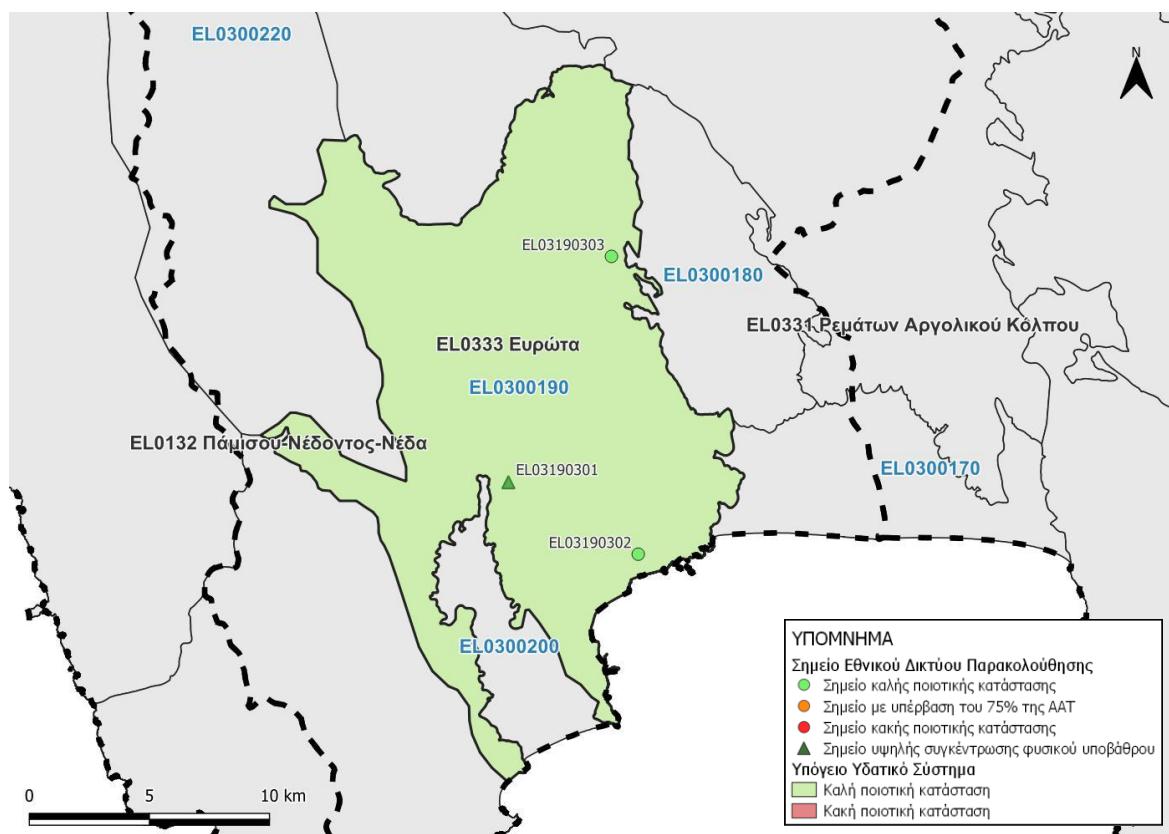 EL0300220
N
EL03190303
EL0300180
EL0331 Ρεμάτων Αργολικού Κόλπου
EL0333 Ευρώτα
EL0300190
EL0132 Πάμισου-Νέδοντος-Νέδα
EL03190301
EL0300170
EL03190302
EL0300200
ΥΠΟΜΝΗΜΑ
Σημείο Εθνικού Δικτύου Παρακολούθησης
Σημείο καλής ποιοτικής κατάστασης
Σημείο με υπέρβαση του 75% της ΑΑΤ
Σημείο κακής ποιοτικής κατάστασης
Σημείο υψηλής συγκέντρωσης φυσικού υποβάθρου
Υπόγειο Υδατικό Σύστημα
Καλή ποιοτική κατάσταση
Κακή ποιοτική κατάσταση
0 5 10 km